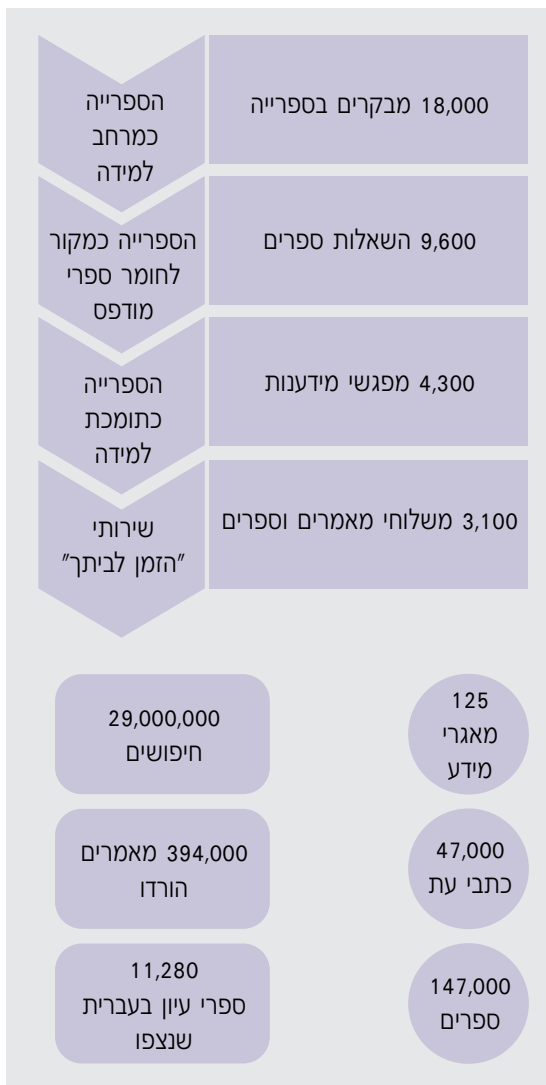 18,000 מבקרים בספרייה
הספרייה
כמרחב
למידה
9,600 השאלות ספרים
הספרייה כמקור
לחומר ספרי
מודפס
4,300 מפגשי מידענות
הספרייה
כתומכת
למידה
3,100 משלוחי מאמרים וספרים
שירותי
"הזמן לביתך"
125
מאגרי
מידע
29,000,000
חיפושים
47,000
כתבי עת
394,000 מאמרים
הורדו
147,000
ספרים
11,280
ספרי עיון בעברית
שנצפו